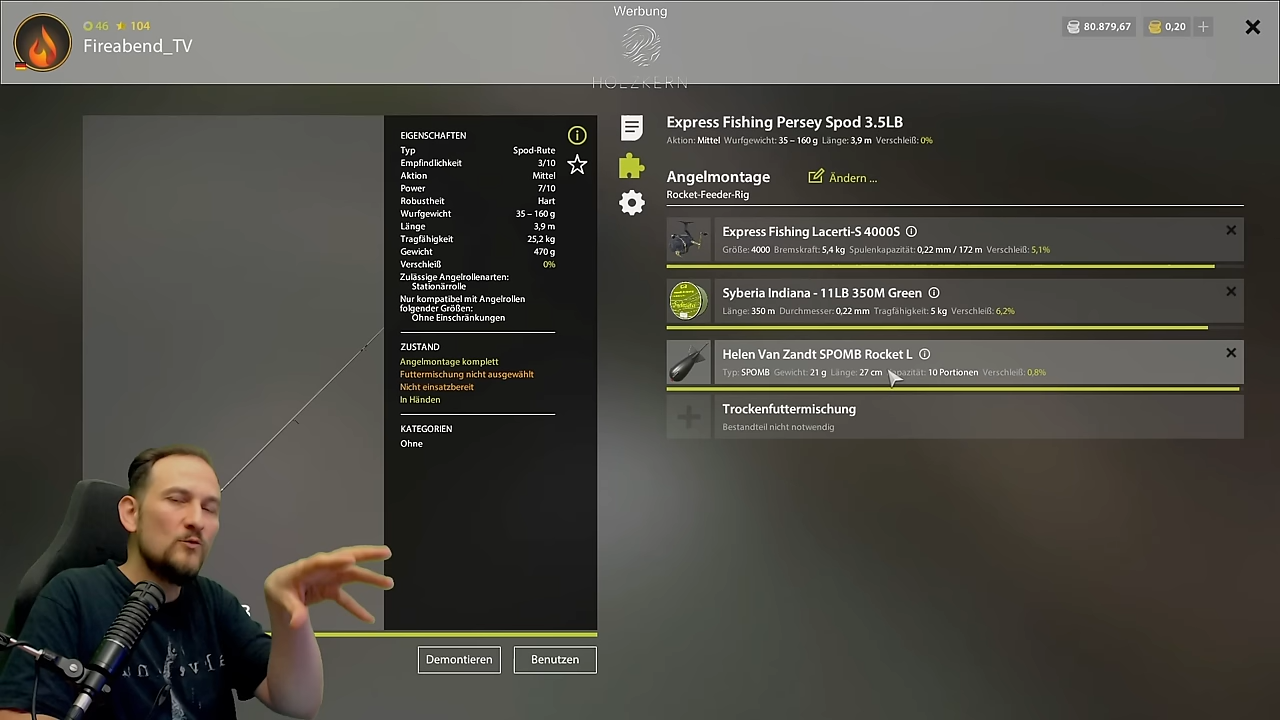 Werbung
46 104
Fireabend_TV
80.879,67
0,20
HOLZKERN
EIGENSCHAFTEN
Typ Spod-Rute
Empfindlichkeit 3/10
Aktion Mittel
Power 7/10
Robustheit Hart
Wurfgewicht 35 – 160 g
Länge 3,9 m
Tragfähigkeit 25,2 kg
Gewicht 470 g
Verschleiß 0%
Zulässige Angelrollenarten:
Stationärrolle
Nur kompatibel mit Angelrollen
folgender Größen:
Ohne Einschränkungen
ZUSTAND
Angelmontage komplett
Futtermischung nicht ausgewählt
Nicht einsatzbereit
In Händen
KATEGORIEN
Ohne
Demontieren
Benutzen
Express Fishing Persey Spod 3.5LB
Aktion: Mittel Wurfgewicht: 35 – 160 g Länge: 3,9 m Verschleiß: 0%
Angelmontage
Ändern ...
Rocket-Feeder-Rig
Express Fishing Lacerti-S 4000S
Größe: 4000 Bremskraft: 5,4 kg Spulenkapazität: 0,22 mm / 172 m Verschleiß: 5,1%
Syberia Indiana - 11LB 350M Green
Länge: 350 m Durchmesser: 0,22 mm Tragfähigkeit: 5 kg Verschleiß: 6,2%
Helen Van Zandt SPOMB Rocket L
Typ: SPOMB Gewicht: 21 g Länge: 27 cm 10 Portionen Verschleiß: 0,8%
Trockenfuttermischung
Bestandteil nicht notwendig